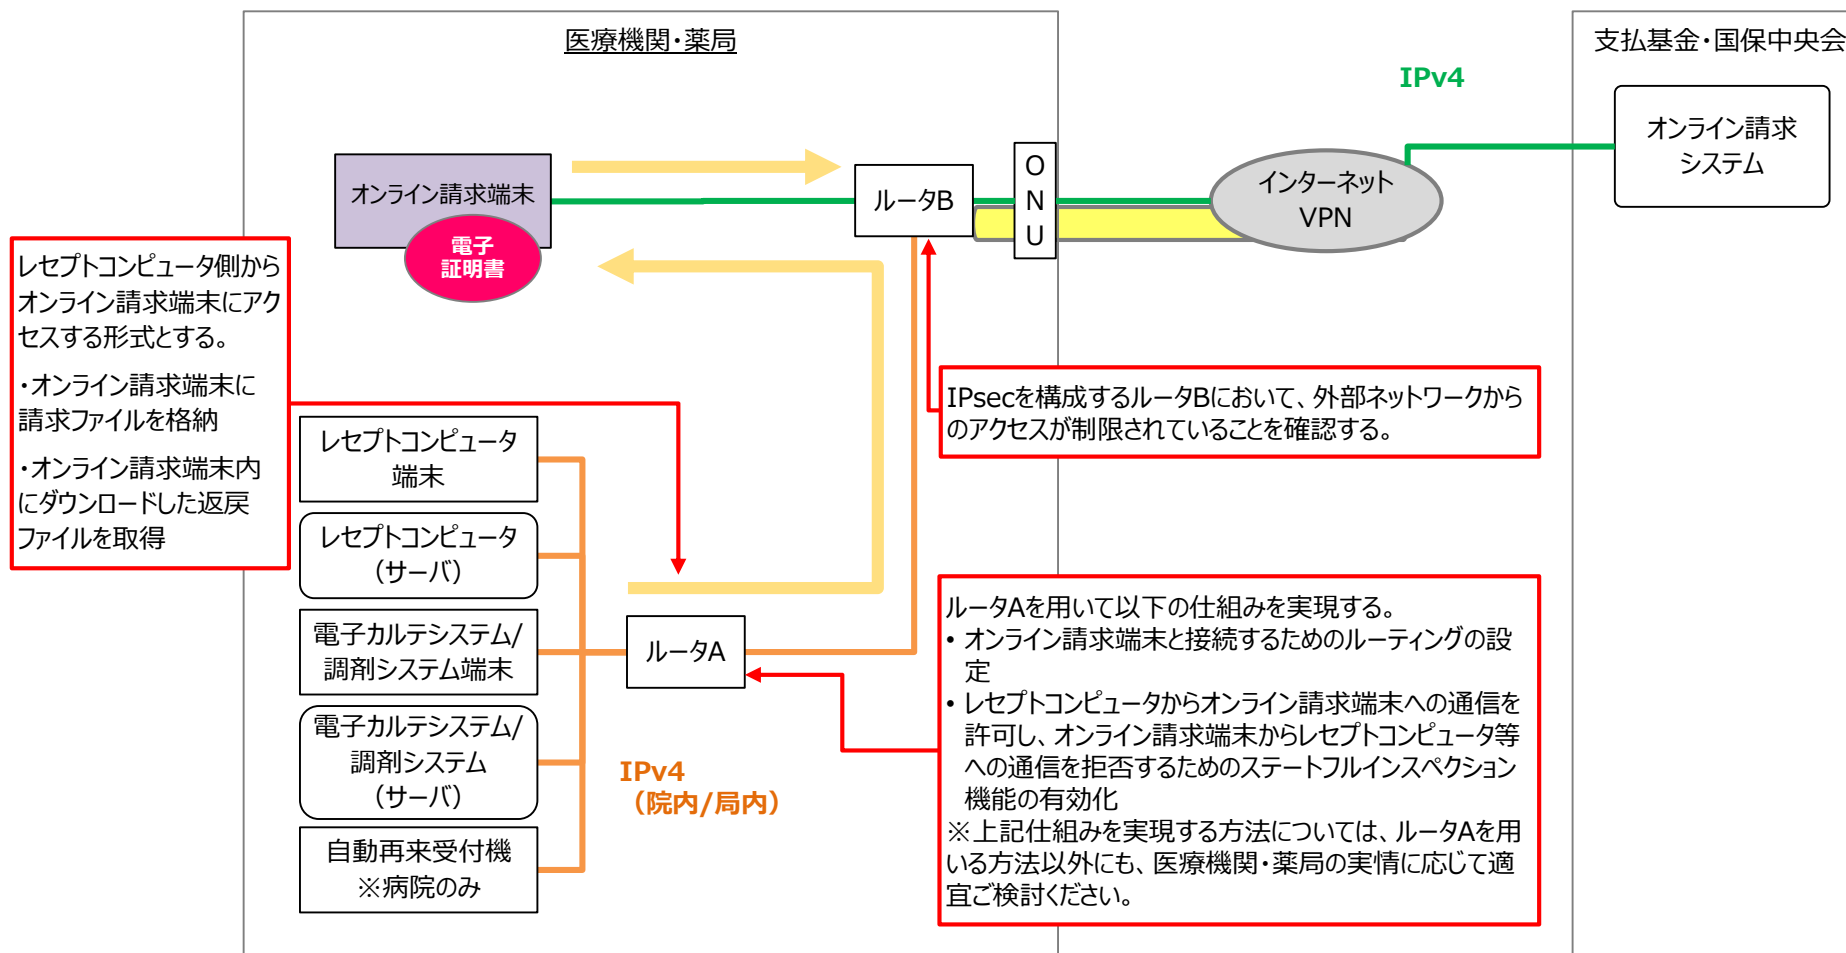 医療機関・薬局
支払基金・国保中央会
IPv4
オンライン請求
システム
オンライン請求端末
電子
証明書
ルータB
O
N
U
インターネット
VPN
レセプトコンピュータ側から
オンライン請求端末にアク
セスする形式とする。
・オンライン請求端末に
請求ファイルを格納
・オンライン請求端末内
にダウンロードした返戻
ファイルを取得
IPsecを構成するルータBにおいて、外部ネットワークから
のアクセスが制限されていることを確認する。
レセプトコンピュータ
端末
レセプトコンピュータ
（サーバ）
電子カルテシステム/
調剤システム端末
電子カルテシステム/
調剤システム
（サーバ）
自動再来受付機
※病院のみ
ルータA
IPv4
（院内/局内）
ルータAを用いて以下の仕組みを実現する。
• オンライン請求端末と接続するためのルーティングの設
定
• レセプトコンピュータからオンライン請求端末への通信を
許可し、オンライン請求端末からレセプトコンピュータ等
への通信を拒否するためのステートフルインスペクション
機能の有効化
※上記仕組みを実現する方法については、ルータAを用
いる方法以外にも、医療機関・薬局の実情に応じて適
宜ご検討ください。